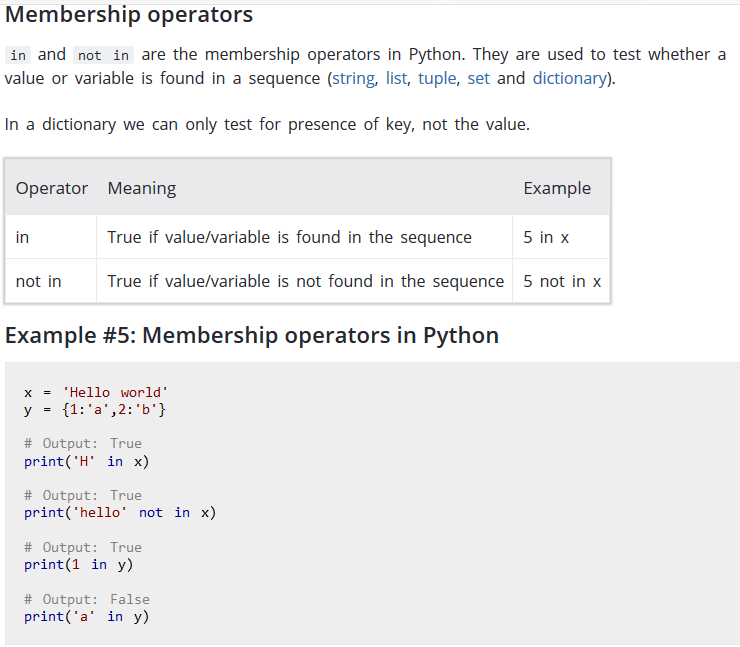 Membership operators
in and not in are the membership operators in Python. They are used to test whether a
value or variable is found in a sequence (string, list, tuple, set and dictionary).
In a dictionary we can only test for presence of key, not the value.
Operator Meaning Example
in True if value/variable is found in the sequence 5 in x
not in True if value/variable is not found in the sequence 5 not in x
Example #5: Membership operators in Python
x = 'Hello world'
y = {1:'a',2:'b'}
# Output: True
print('H' in x)
# Output: True
print('hello' not in x)
# Output: True
print(1 in y)
# Output: False
print('a' in y)